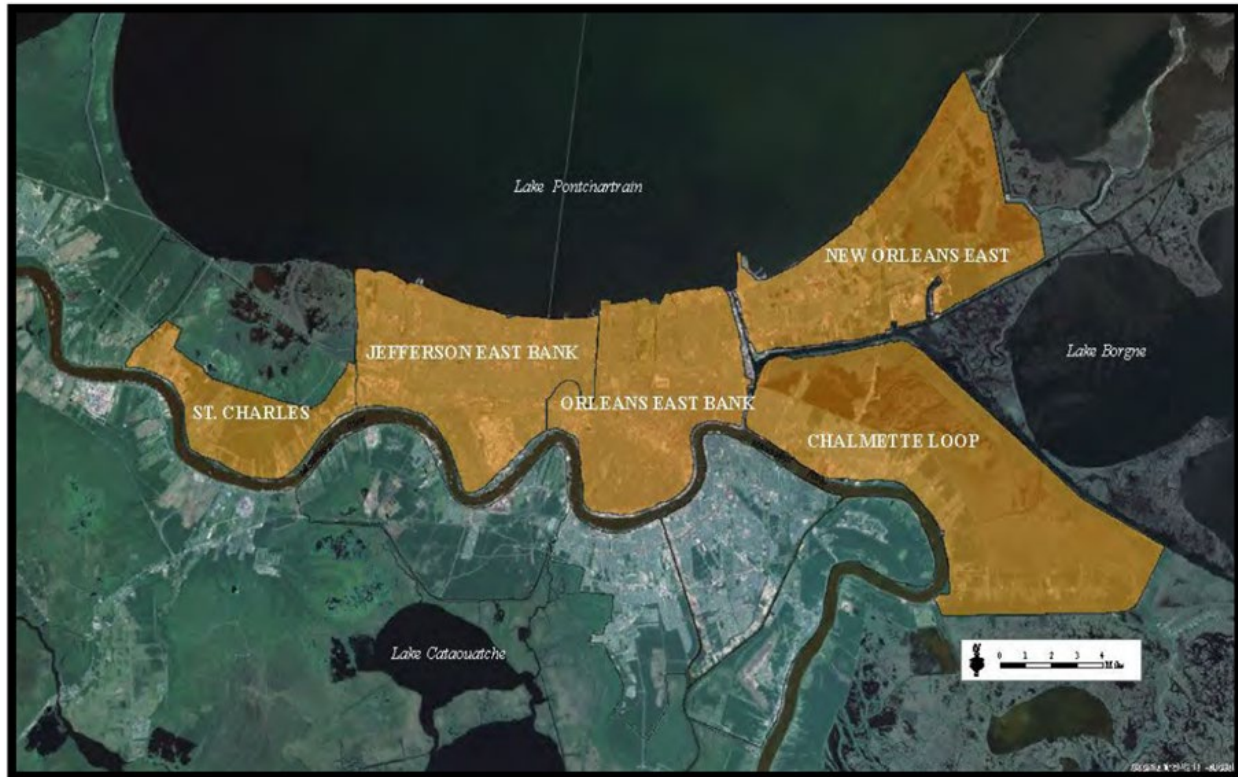 Lake Pontchartrain
NEW ORLEANS EAST
JEFFERSON EAST BANK
Lake Borgne
ST. CHARLES
ORLEANS EAST BANK
CHALMETTE LOOP
Lake Cataouatche
0 1 2 3 4